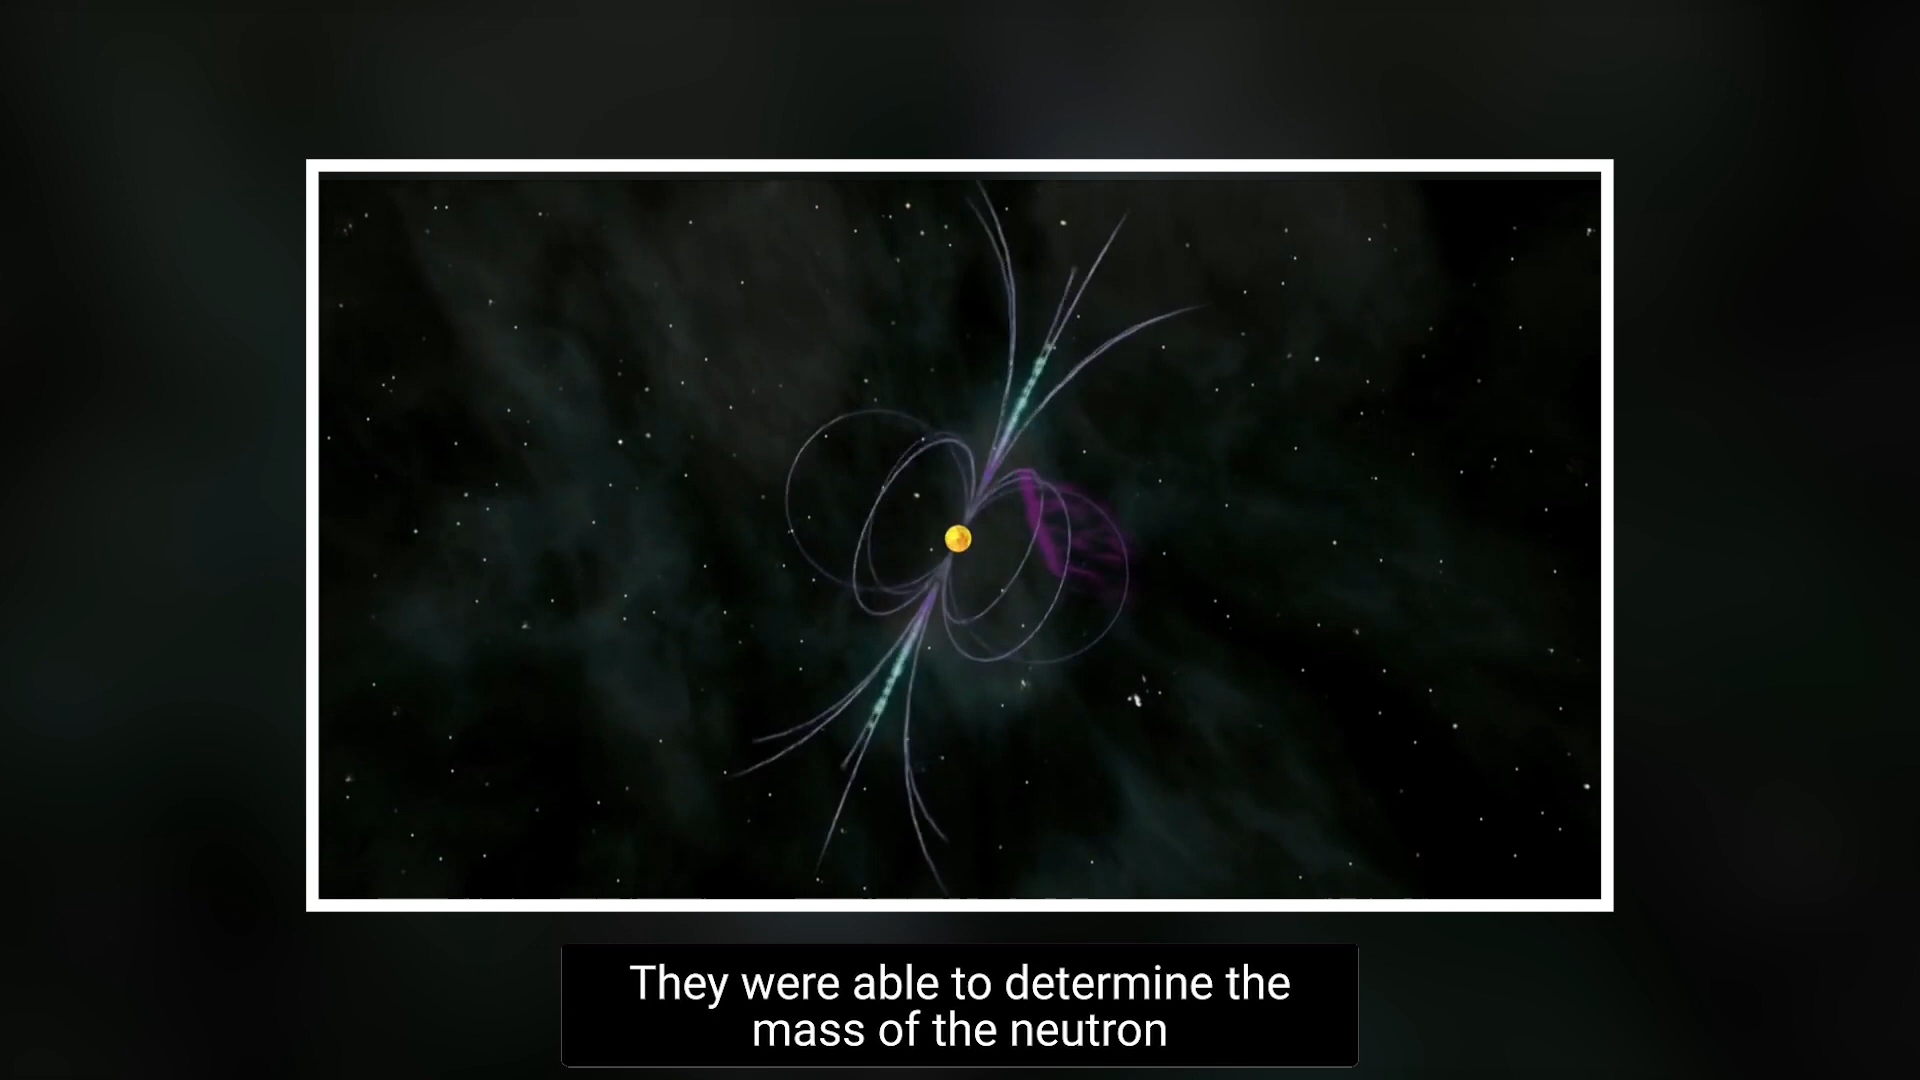 They were able to determine the
mass of the neutron